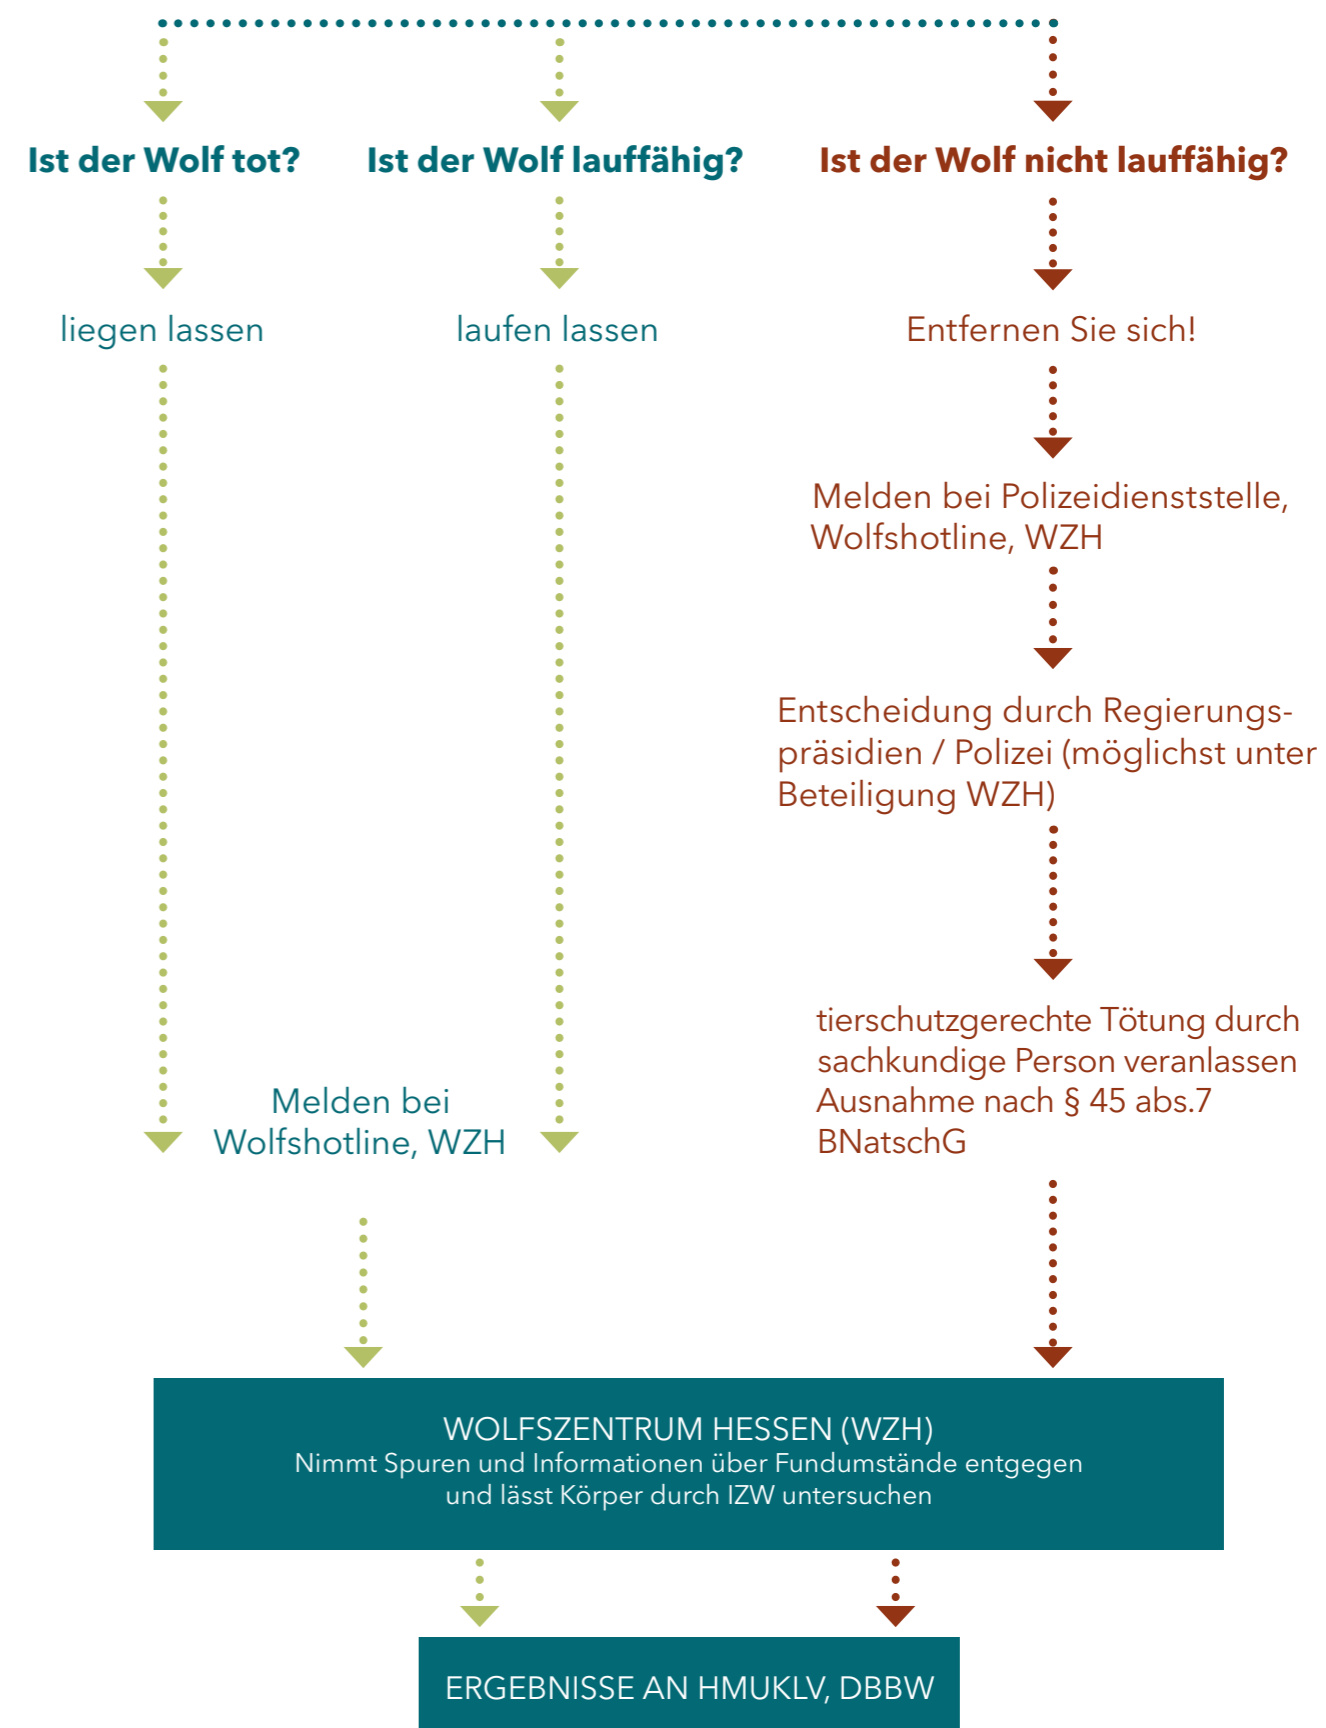 Ist der Wolf tot?
Ist der Wolf lauffähig?
Ist der Wolf nicht lauffähig?
liegen lassen
laufen lassen
Entfernen Sie sich!
Melden bei Polizeidienststelle,
Wolfshotline, WZH
Entscheidung durch Regierungs-
präsidien / Polizei (möglichst unter
Beteiligung WZH)
tierschutzgerechte Tötung durch
sachkundige Person veranlassen
Ausnahme nach § 45 abs.7
BNatschG
Melden bei
Wolfshotline, WZH
WOLFSZENTRUM HESSEN (WZH)
Nimmt Spuren und Informationen über Fundumstände entgegen
und lässt Körper durch IZW untersuchen
ERGEBNISSE AN HMUKLV, DBBW